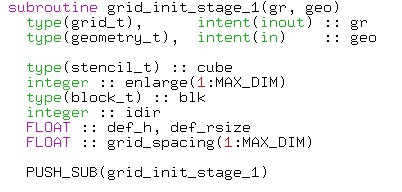 subroutine grid_init_stage_1(gr, geo)
  type(grid_t),      intent(inout) :: gr
  type(geometry_t),  intent(in)    :: geo

  type(stencil_t) :: cube
  integer :: enlarge(1:MAX_DIM)
  type(block_t) :: blk
  integer :: idir
  FLOAT :: def_h, def_rsize
  FLOAT :: grid_spacing(1:MAX_DIM)

  PUSH_SUB(grid_init_stage_1)